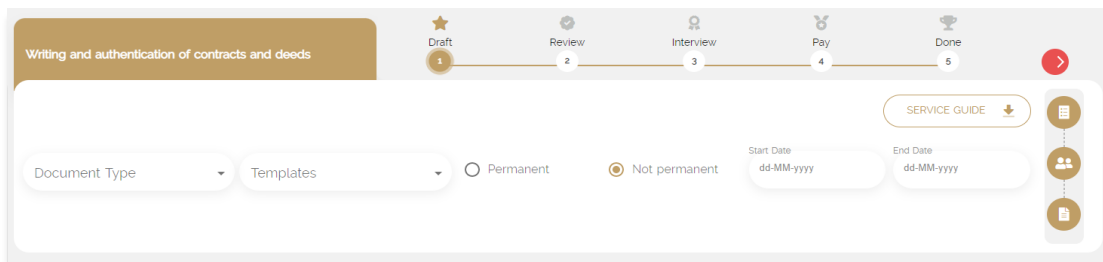 Writing and authentication of contracts and deeds
Draft
Review
Interview
Pay
Done
1
2
3
4
5
SERVICE GUIDE
Document Type
Templates
Permanent
Not permanent
Start Date
dd-MM-yyyy
End Date
dd-MM-yyyy